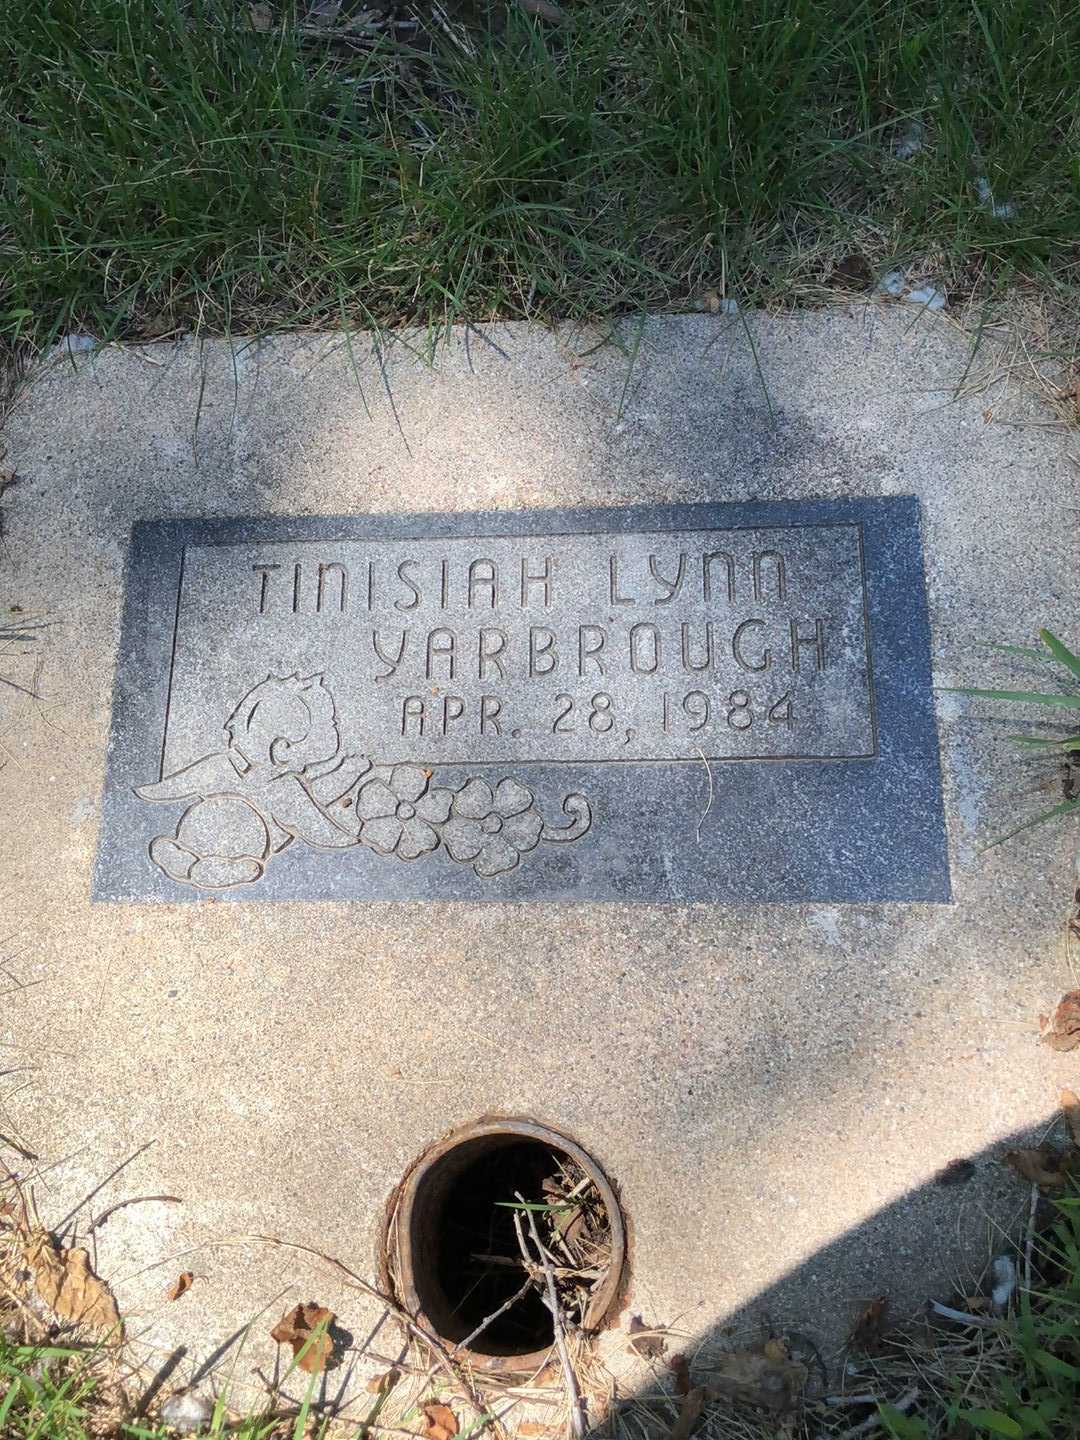 TINISIAH LYNN
YARBROUGH
APR. 28, 1984